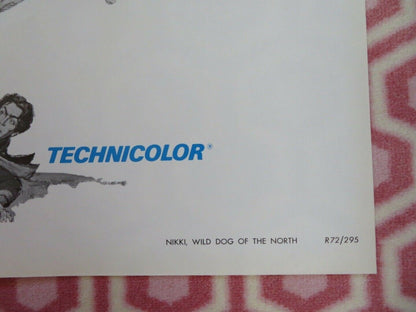 TECHNICOLOR®
NIKKI, WILD DOG OF THE NORTH R72/295